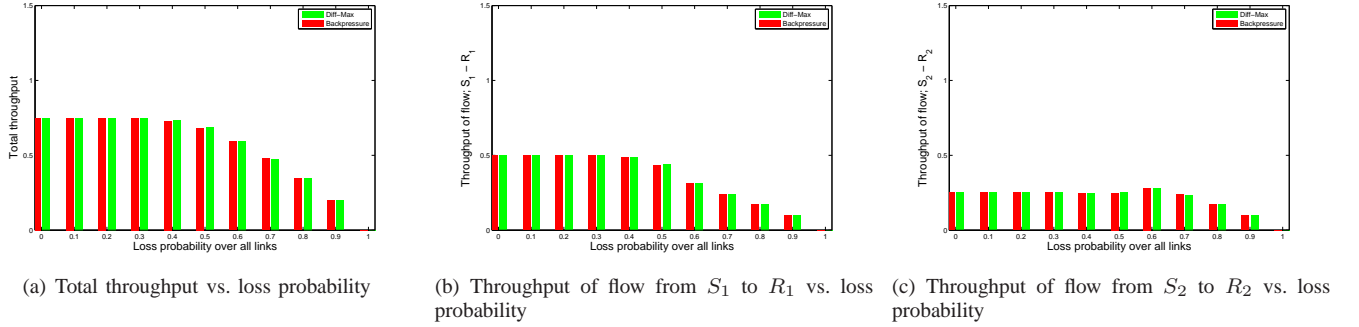 1.5
1
0.5
0
Total throughput
Diff−Max
Backpressure
0 0.1 0.2 0.3 0.4 0.5 0.6 0.7 0.8 0.9 1
Loss probability over all links
(a) Total throughput vs. loss probability
1.5
1
0.5
0
Throughput of flow; S1 − R1
Diff−Max
Backpressure
0 0.1 0.2 0.3 0.4 0.5 0.6 0.7 0.8 0.9 1
Loss probability over all links
(b) Throughput of flow from S1 to R1 vs. loss
probability
1.5
1
0.5
0
Throughput of flow; S2 − R2
Diff−Max
Backpressure
0 0.1 0.2 0.3 0.4 0.5 0.6 0.7 0.8 0.9 1
Loss probability over all links
(c) Throughput of flow from S2 to R2 vs. loss
probability